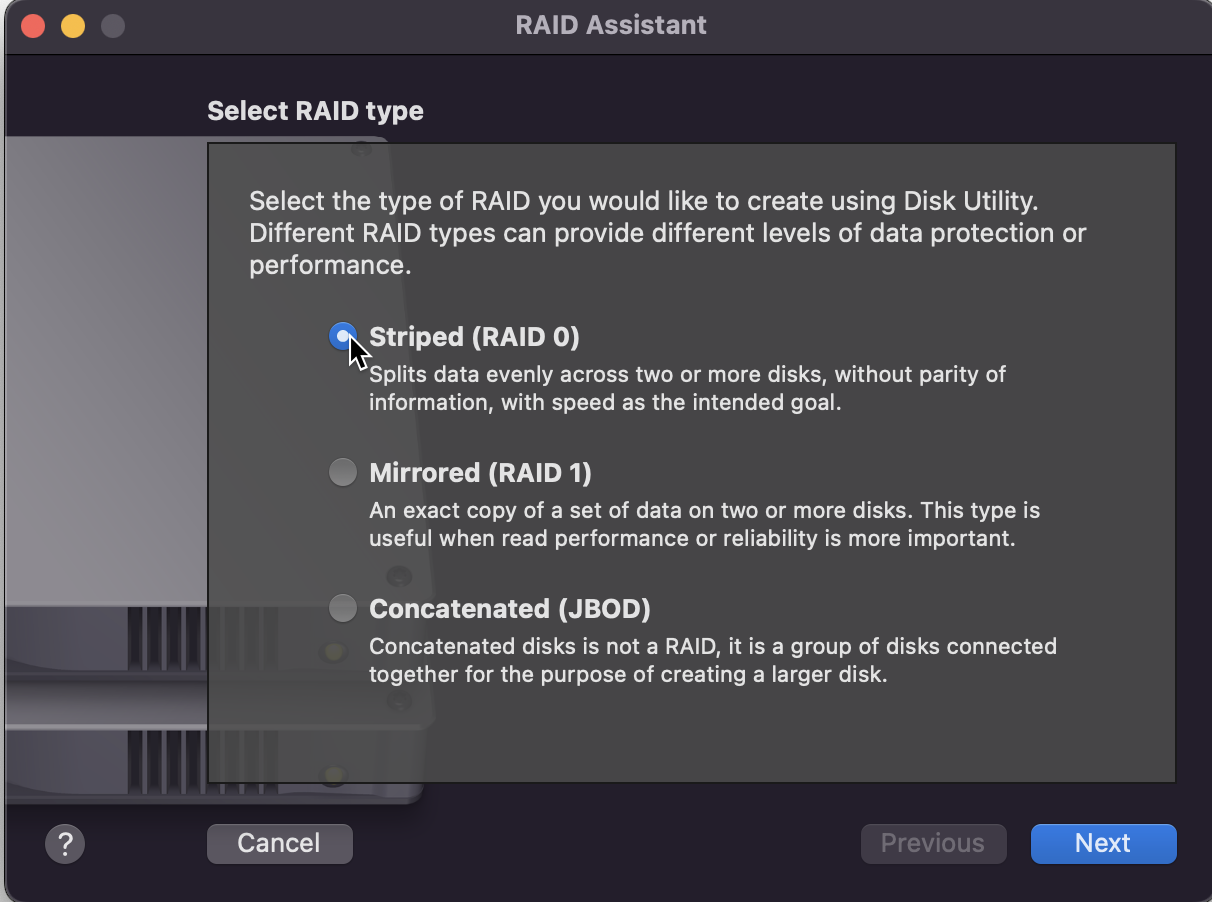 RAID Assistant
Select RAID type
Select the type of RAID you would like to create using Disk Utility.
Different RAID types can provide different levels of data protection or
performance.
Striped (RAID 0)
Splits data evenly across two or more disks, without parity of
information, with speed as the intended goal.
Mirrored (RAID 1)
An exact copy of a set of data on two or more disks. This type is
useful when read performance or reliability is more important.
Concatenated (JBOD)
Concatenated disks is not a RAID, it is a group of disks connected
together for the purpose of creating a larger disk.
?
Cancel
Previous
Next